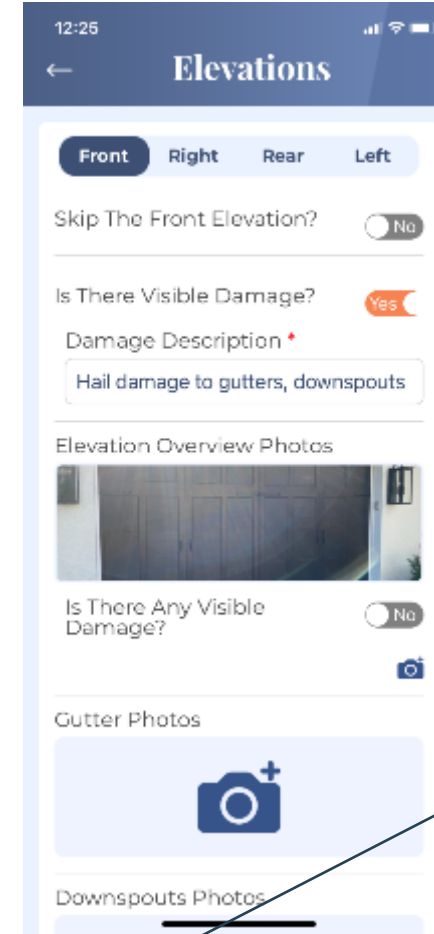 12:25
Elevations
Front Right Rear Left
Skip The Front Elevation? No
Is There Visible Damage? Yes
Damage Description *
Hail damage to gutters, downspouts
Elevation Overview Photos
Is There Any Visible No
Damage?
Gutter Photos
Downspouts Photos